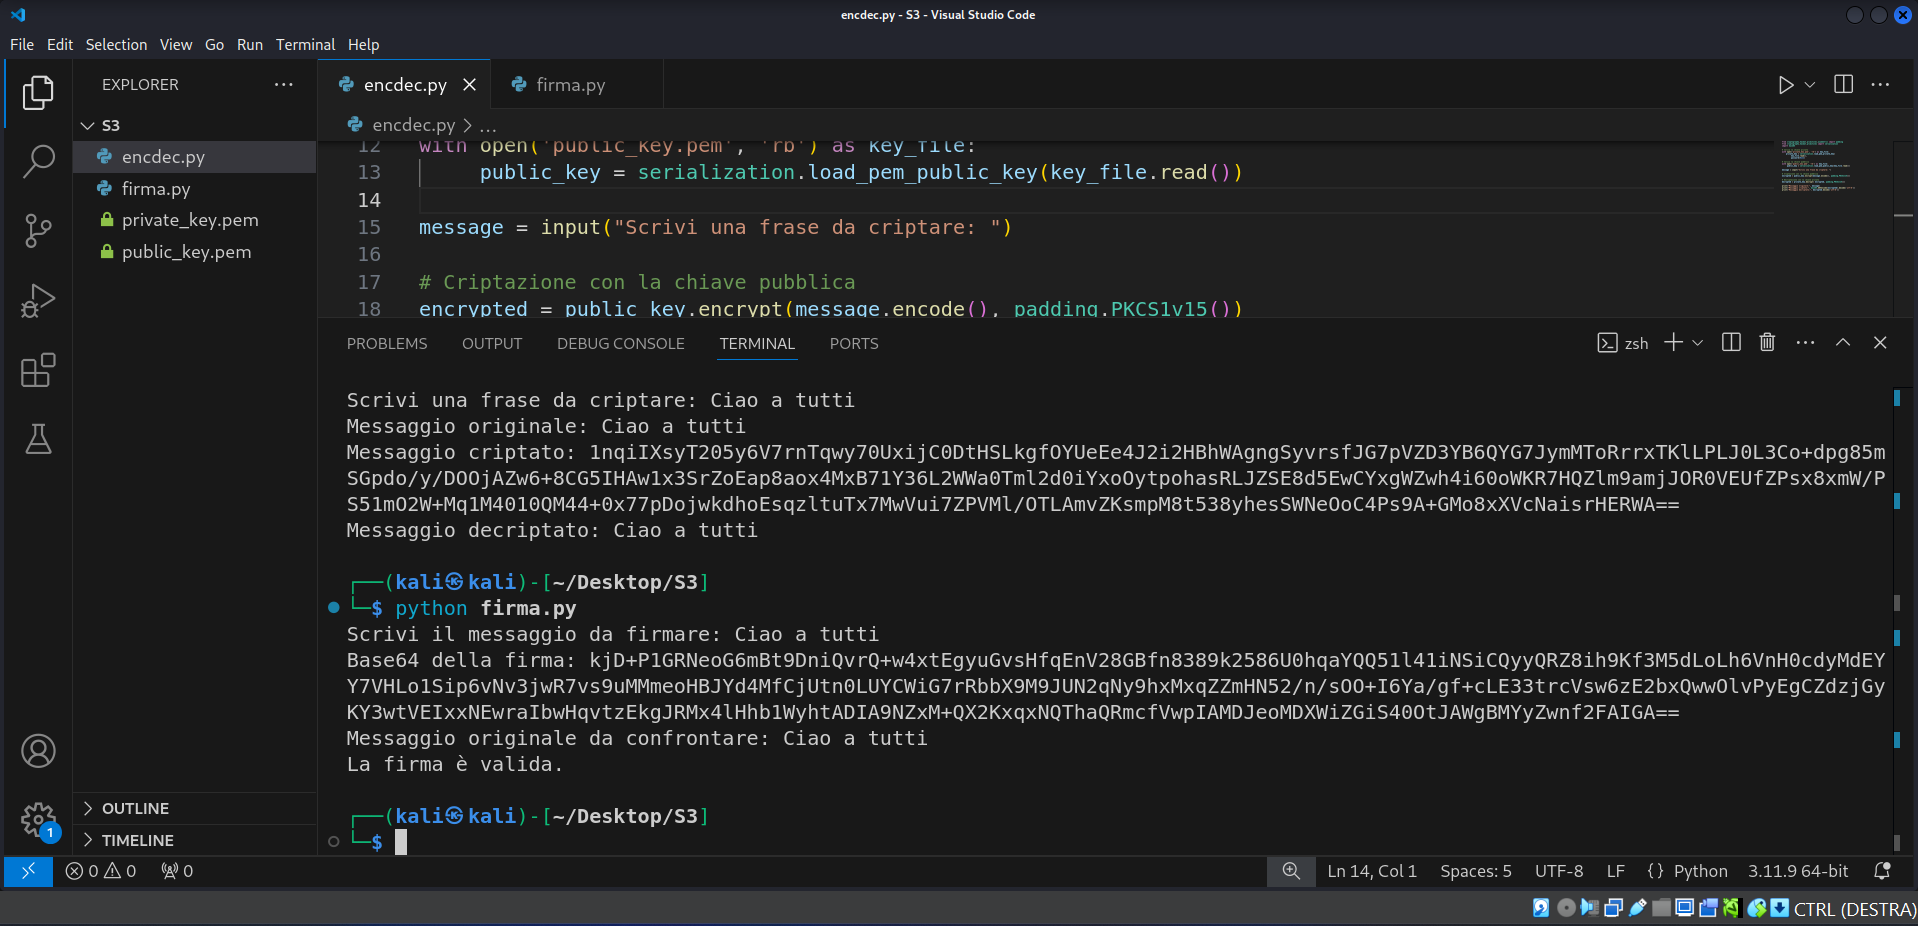 encdec.py - S3 - Visual Studio Code
File Edit Selection View Go Run Terminal Help
EXPLORER
S3
encdec.py
firma.py
private_key.pem
public_key.pem
OUTLINE
TIMELINE
encdec.py firma.py
encdec.py > ...
12 with open('public_key.pem', 'rb') as key_file:
13 public_key = serialization.load_pem_public_key(key_file.read())
14
15 message = input("Scrivi una frase da criptare: ")
16
17 # Criptazione con la chiave pubblica
18 encrypted = public_key.encrypt(message.encode(), padding.PKCS1v15())
PROBLEMS OUTPUT DEBUG CONSOLE TERMINAL PORTS
zsh
Scrivi una frase da criptare: Ciao a tutti
Messaggio originale: Ciao a tutti
Messaggio criptato: 1nqiIXsyT205y6V7rnTqwy70UxijC0DtHSLkgfOYUeEe4J2i2HBhWAgngSyvrsfJG7pVZD3YB6QYG7JymMToRrrxTKlLPLJ0L3Co+dpg85m
SGpdo/y/DOOjAZw6+8CG5IHAw1x3SrZoEap8aox4MxB71Y36L2WWa0Tml2d0iYxoOytpohasRLJZSE8d5EwCYxgWZwh4i60oWKR7HQZlm9amjJOR0VEUfZPsx8xmW/P
S51mO2W+Mq1M4010QM44+0x77pDojwkdhoEsqzltuTx7MwVui7ZPVMl/OTLAmvZKsmpM8t538yhesSWNeOoC4Ps9A+GMo8xXVcNaisrHERWA==
Messaggio decriptato: Ciao a tutti
(kali㉿kali)-[~/Desktop/S3]
$ python firma.py
Scrivi il messaggio da firmare: Ciao a tutti
Base64 della firma: kjD+P1GRNeoG6mBt9DniQvrQ+w4xtEgyuGvsHfqEnV28GBfn8389k2586U0hqaYQQ51l41iNSiCQyyQRZ8ih9Kf3M5dLoLh6VnH0cdyMdEY
Y7VHLo1Sip6vNv3jwR7vs9uMMmeoHBJYd4MfCjUtn0LUYCWiG7rRbbX9M9JUN2qNy9hxMxqZZmHN52/n/sOO+I6Ya/gf+cLE33trcVsw6zE2bxQwwOlvPyEgCZdzjGy
KY3wtVEIxxNEwraIbwHqvtzEkgJRMx4lHhb1WyhtADIA9NZxM+QX2KxqxNQThaQRmcfVwpIAMDJeoMDXWiZGiS40OtJAWgBMYyZwnf2FAIGA==
Messaggio originale da confrontare: Ciao a tutti
La firma è valida.
(kali㉿kali)-[~/Desktop/S3]
$
1
0 0 0 Ln 14, Col 1 Spaces: 5 UTF-8 LF {} Python 3.11.9 64-bit
CTRL (DESTRA)